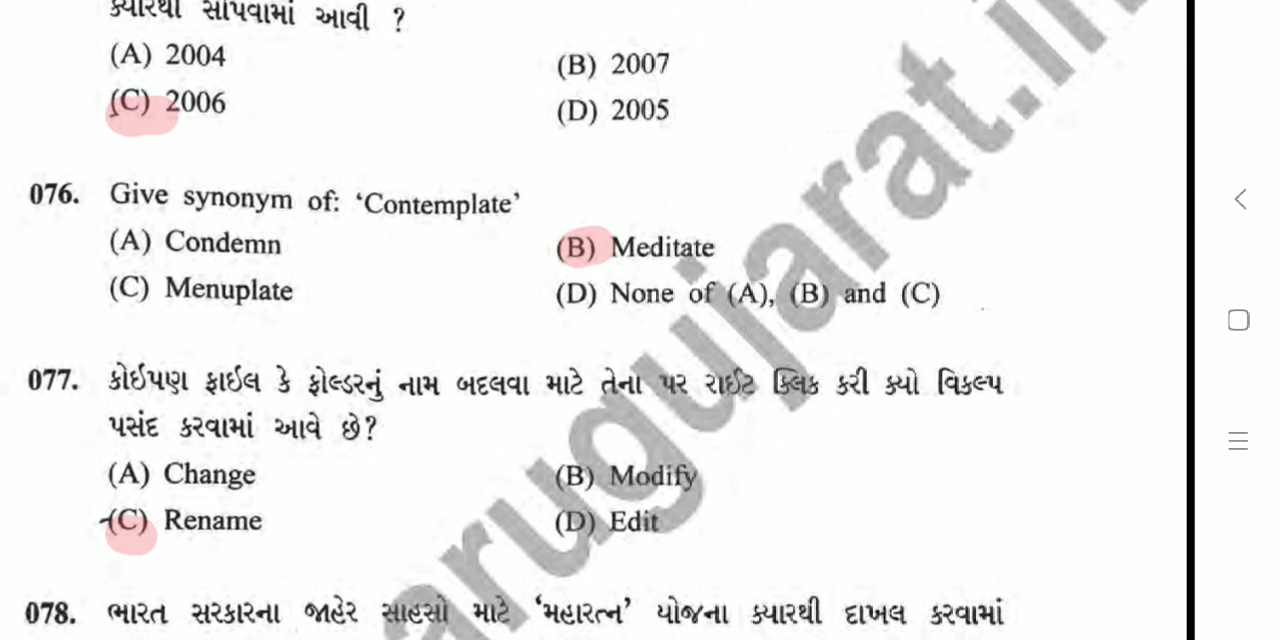 ક્યારથી સોંપવામાં આવી ?
(A) 2004
(B) 2007
(C) 2006
(D) 2005
076. Give synonym of: ‘Contemplate’
(A) Condemn
(B) Meditate
(C) Menuplate
(D) None of (A), (B) and (C)
077. કોઈપણ ફાઈલ કે ફોલ્ડરનું નામ બદલવા માટે તેના પર રાઈટ ક્લિક કરી ક્યો વિકલ્પ
પસંદ કરવામાં આવે છે?
(A) Change
(B) Modify
(C) Rename
(D) Edit
078. ભારત સરકારના જાહેર સાહસો માટે ‘મહારત્ન’ યોજના ક્યારથી દાખલ કરવામાં
arugujarat.in